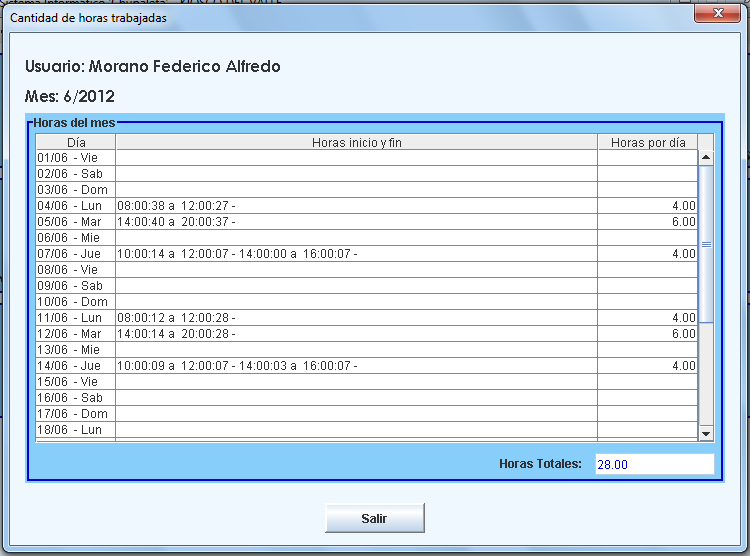 Sistema Informático "Chupaleta" - KIOSCO DEL VALLE
Cantidad de horas trabajadas
Usuario: Morano Federico Alfredo
Mes: 6/2012
Horas del mes
Día Horas inicio y fin Horas por día
01/06 - Vie
02/06 - Sab
03/06 - Dom
04/06 - Lun 08:00:38 a 12:00:27 - 4.00
05/06 - Mar 14:00:40 a 20:00:37 - 6.00
06/06 - Mie
07/06 - Jue 10:00:14 a 12:00:07 - 14:00:00 a 16:00:07 - 4.00
08/06 - Vie
09/06 - Sab
10/06 - Dom
11/06 - Lun 08:00:12 a 12:00:28 - 4.00
12/06 - Mar 14:00:14 a 20:00:28 - 6.00
13/06 - Mie
14/06 - Jue 10:00:09 a 12:00:07 - 14:00:03 a 16:00:07 - 4.00
15/06 - Vie
16/06 - Sab
17/06 - Dom
18/06 - Lun
Horas Totales: 28.00
Salir